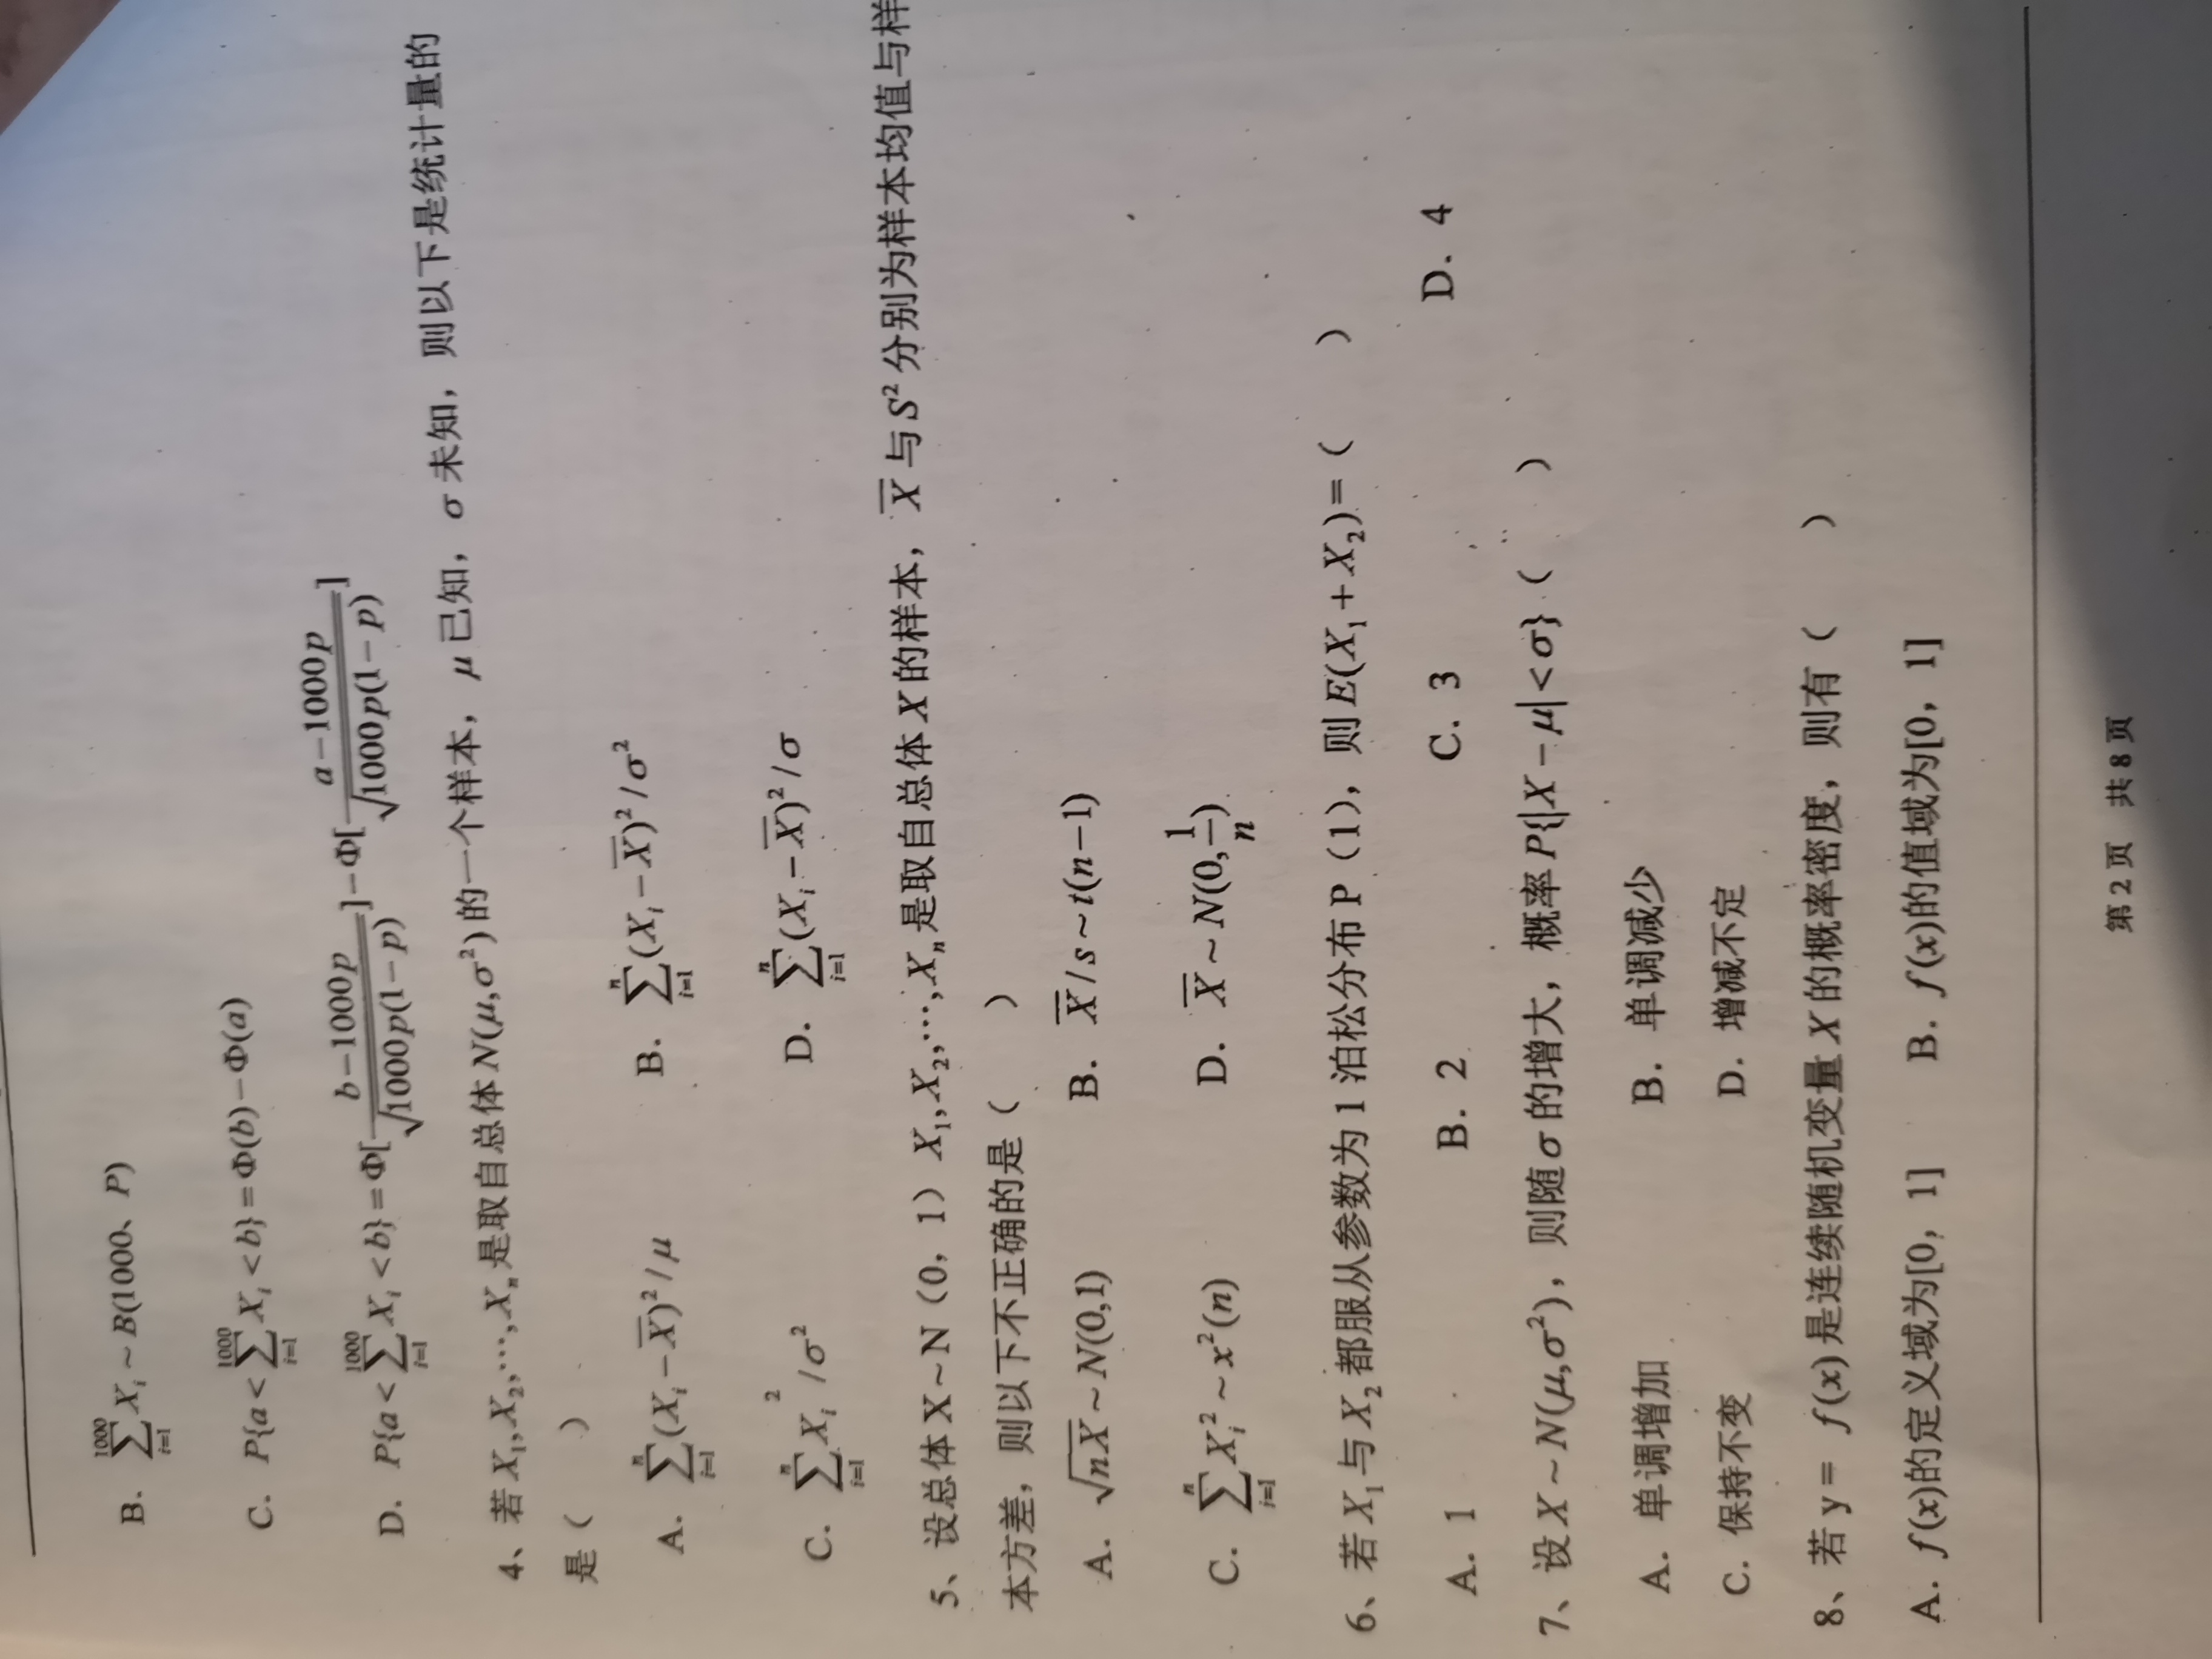 B、 $\sum_{i=1}^{1000} X_i \sim B(1000、P)$
C、 $P\{a<\sum_{i=1}^{1000} X_i<b\}=\Phi(b)-\Phi(a)$
D、 $P\{a<\sum_{i=1}^{1000} X_i<b\}=\Phi[\frac{b-1000p}{\sqrt{1000p(1-p)}}]-\Phi[\frac{a-1000p}{\sqrt{1000p(1-p)}}]$
4、若 $X_1,X_2,\cdots,X_n$ 是取自总体 $N(\mu,\sigma^2)$ 的一个样本，$\mu$ 已知，$\sigma$ 未知，则以下是统计量的
是（ ）
A. $\sum_{i=1}^{n}(X_i-\overline{X})^2/\mu$ B. $\sum_{i=1}^{n}(X_i-\overline{X})^2/\sigma^2$
C. $\sum_{i=1}^{n}X_i^2/\sigma^2$ D. $\sum_{i=1}^{n}(X_i-\overline{X})^2/\sigma$
5、设总体 X~N（0，1）$X_1,X_2,\cdots,X_n$ 是取自总体 $X$ 的样本，$\overline{X}$ 与 $S^2$ 分别为样本均值与样
本方差，则以下不正确的是（ ）
A. $\sqrt{nX}\sim N(0,1)$ B. $\overline{X}/s\sim t(n-1)$
C. $\sum_{i=1}^{n}X_i^2\sim x^2(n)$ D. $\overline{X}\sim N(0,\frac{1}{n})$
6、若 $X_1$ 与 $X_2$ 都服从参数为 1 泊松分布 P（1），则 $E(X_1+X_2)=$（ ）
A. 1 B. 2 C. 3 D. 4
7、设 $X\sim N(\mu,\sigma^2)$，则随 $\sigma$ 的增大，概率 $P\{|X-\mu|<\sigma\}$（ ）
A. 单调增加 B. 单调减少
C. 保持不变 D. 增减不定
8、若 y = $f(x)$ 是连续随机变量 $X$ 的概率密度，则有（ ）
A. $f(x)$ 的定义域为[0，1] B. $f(x)$ 的值域为[0，1]
第 2 页 共 8 页